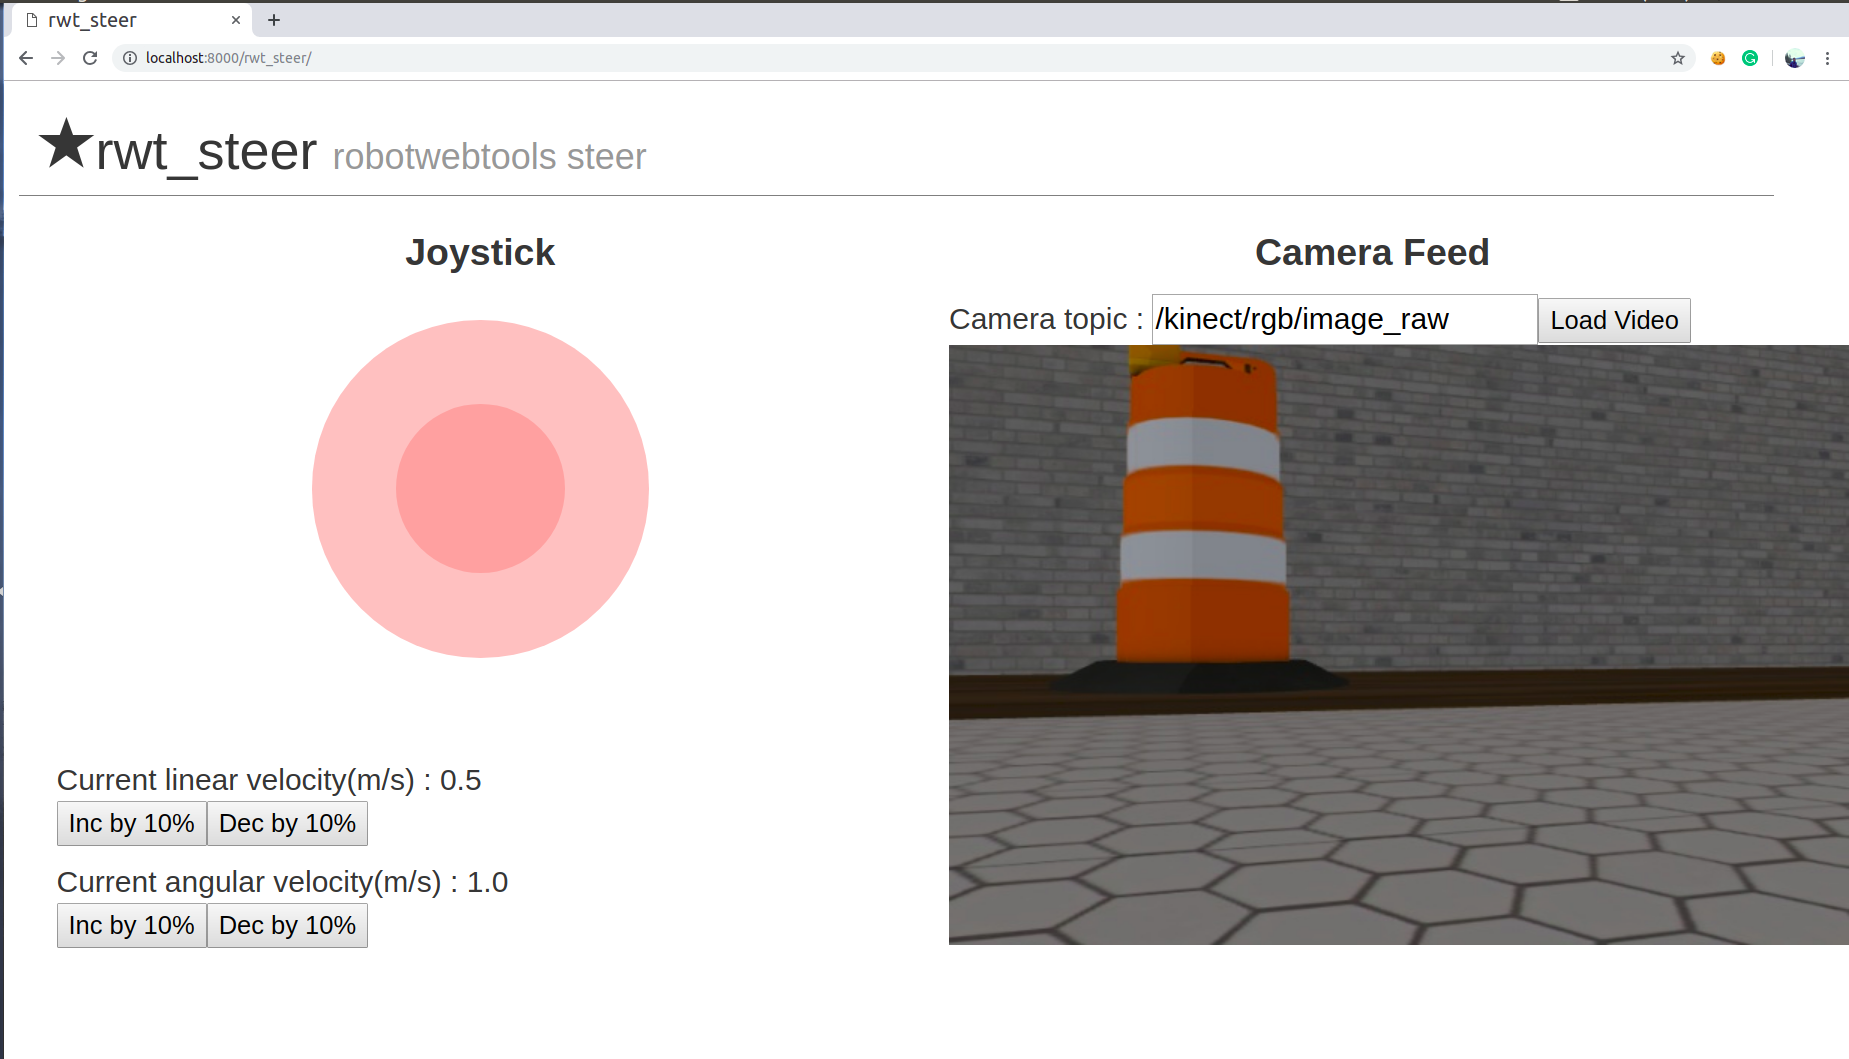 rwt_steer
localhost:8000/rwt_steer/
★rwt_steer robotwebtools steer
Joystick
Camera Feed
Camera topic : /kinect/rgb/image_raw Load Video
Current linear velocity(m/s) : 0.5
Inc by 10% Dec by 10%
Current angular velocity(m/s) : 1.0
Inc by 10% Dec by 10%